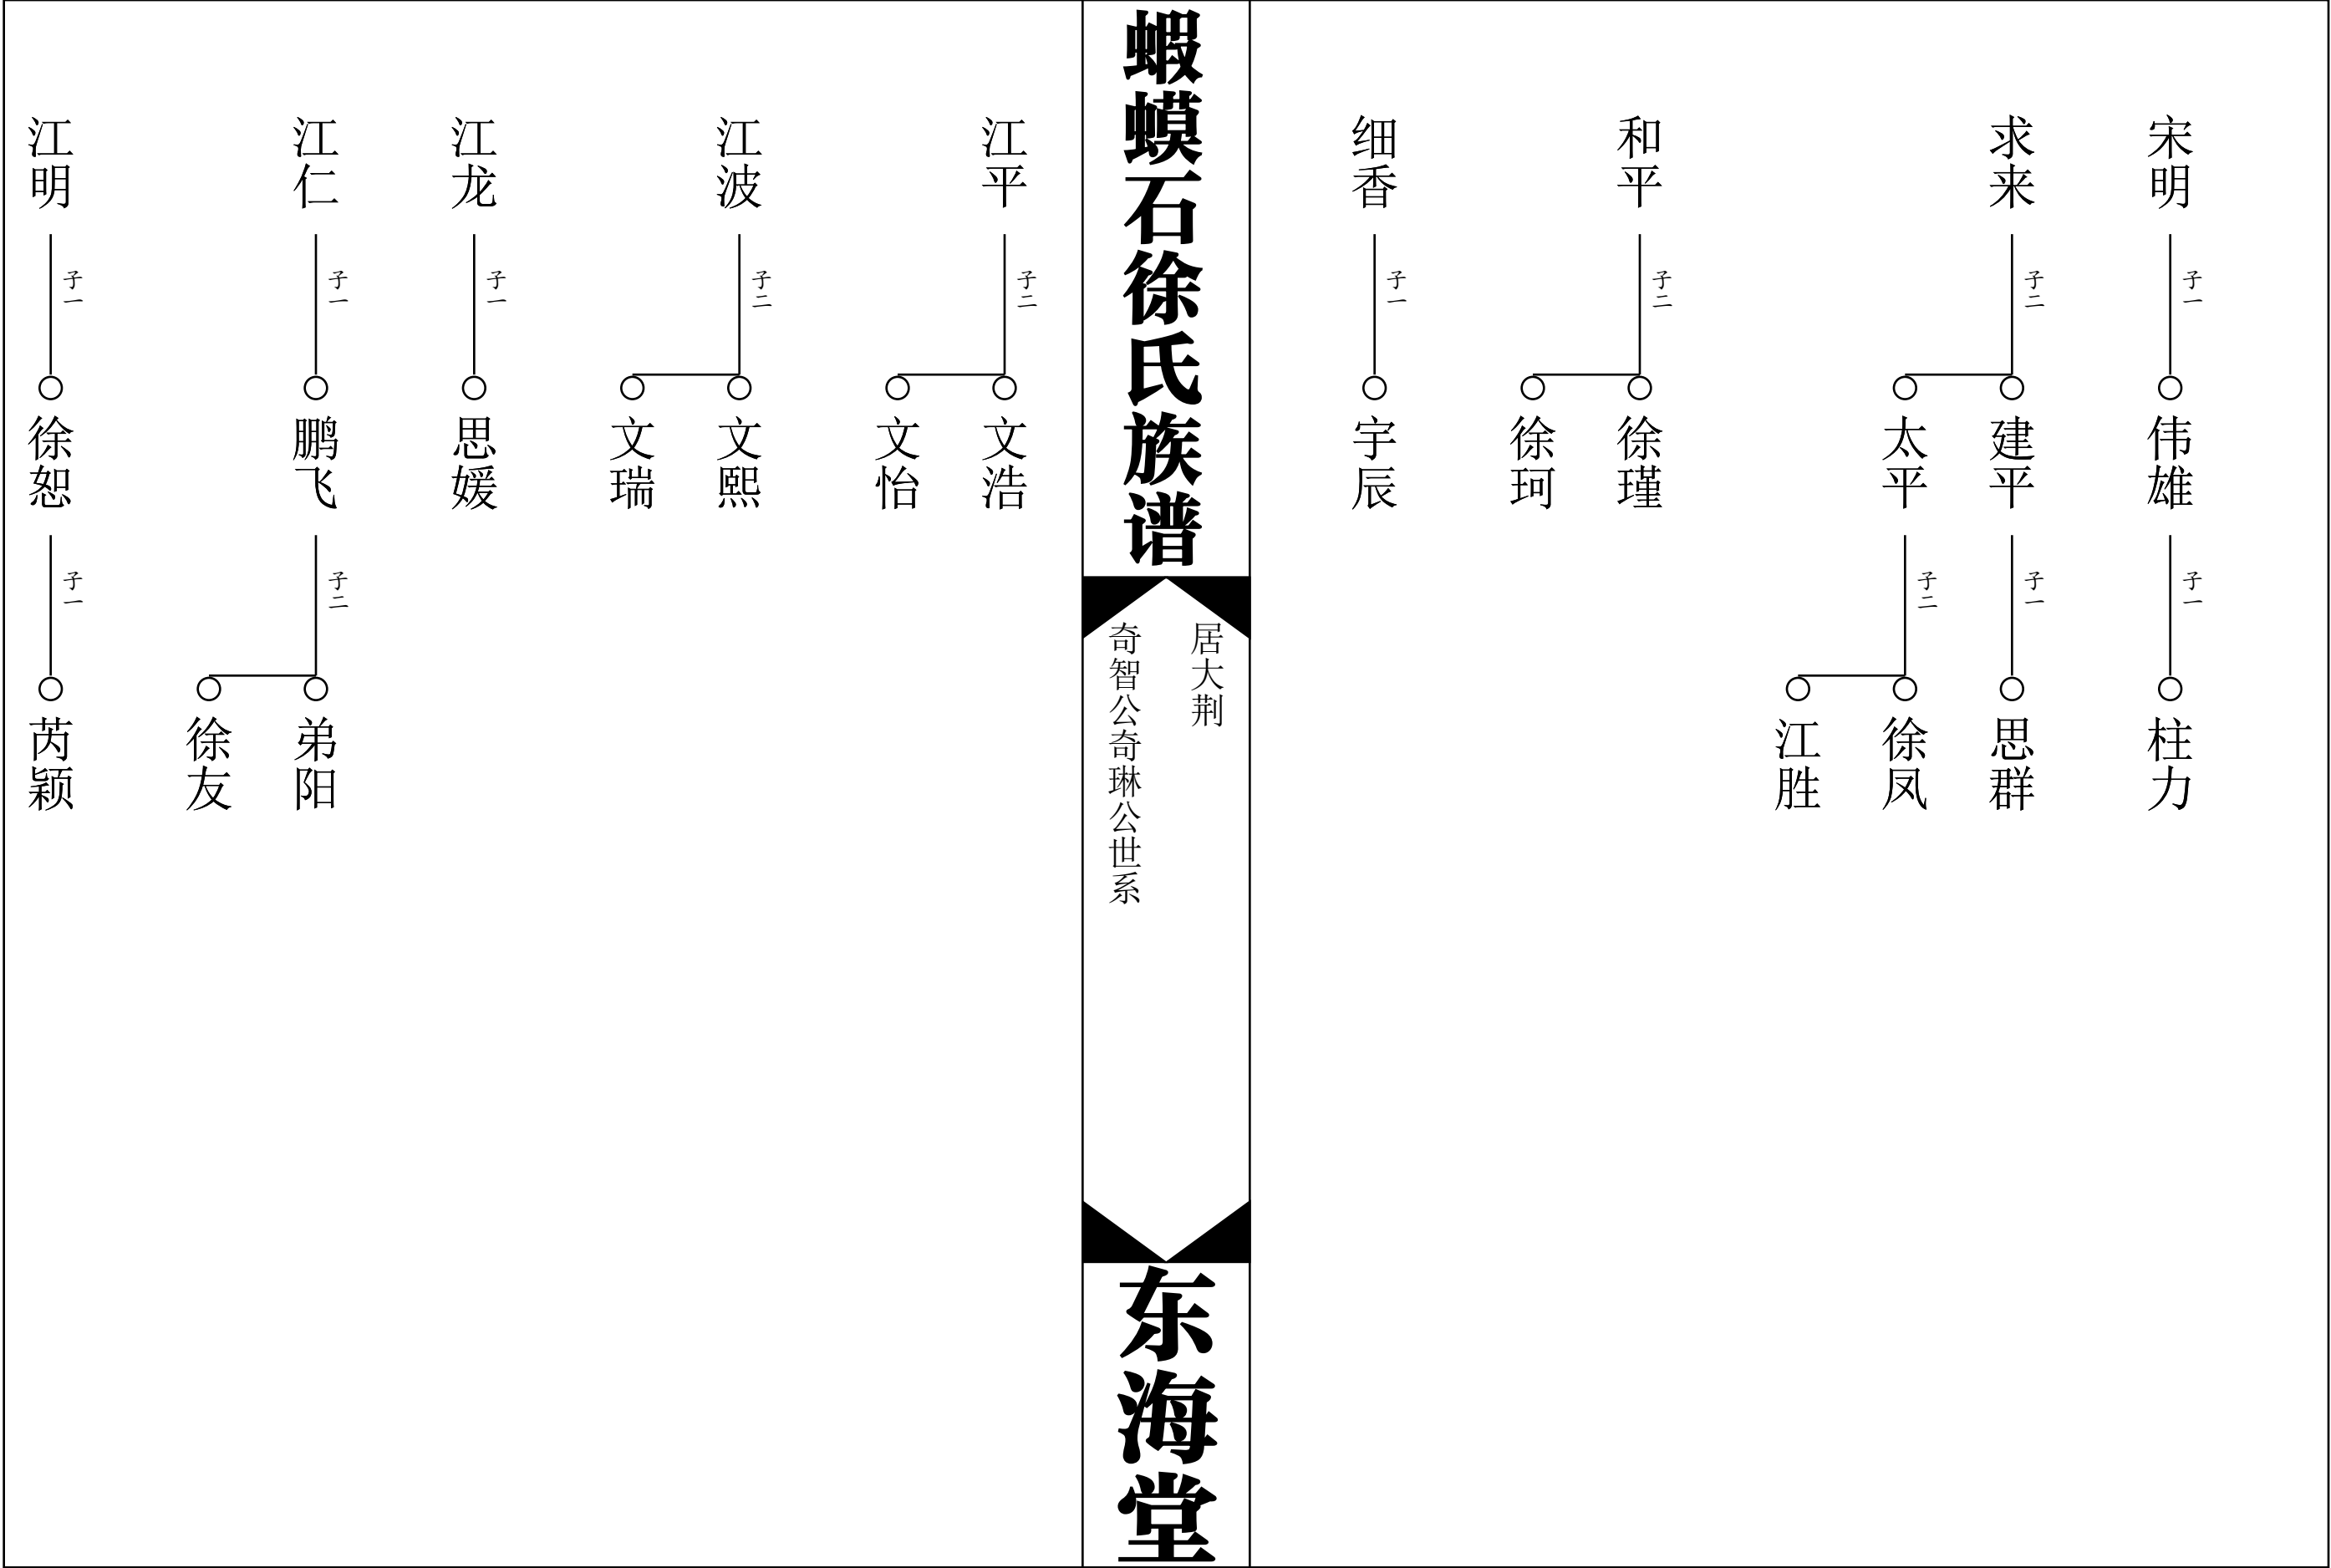 宋明
子一
伟雄
子一
柱力
求来
子二
建平
子一
思群
太平
子二
徐凤
江胜
和平
子二
徐瑾
徐珂
细香
子一
宇辰
蝦蟆石徐氏族谱
居大荆
奇智公奇琳公世系
东海堂
江平
子二
文浩
文怡
江波
子二
文熙
文瑞
江龙
子一
思媛
江仁
子一
鹏飞
子二
弟阳
徐友
江明
子一
徐恕
子一
芮颖